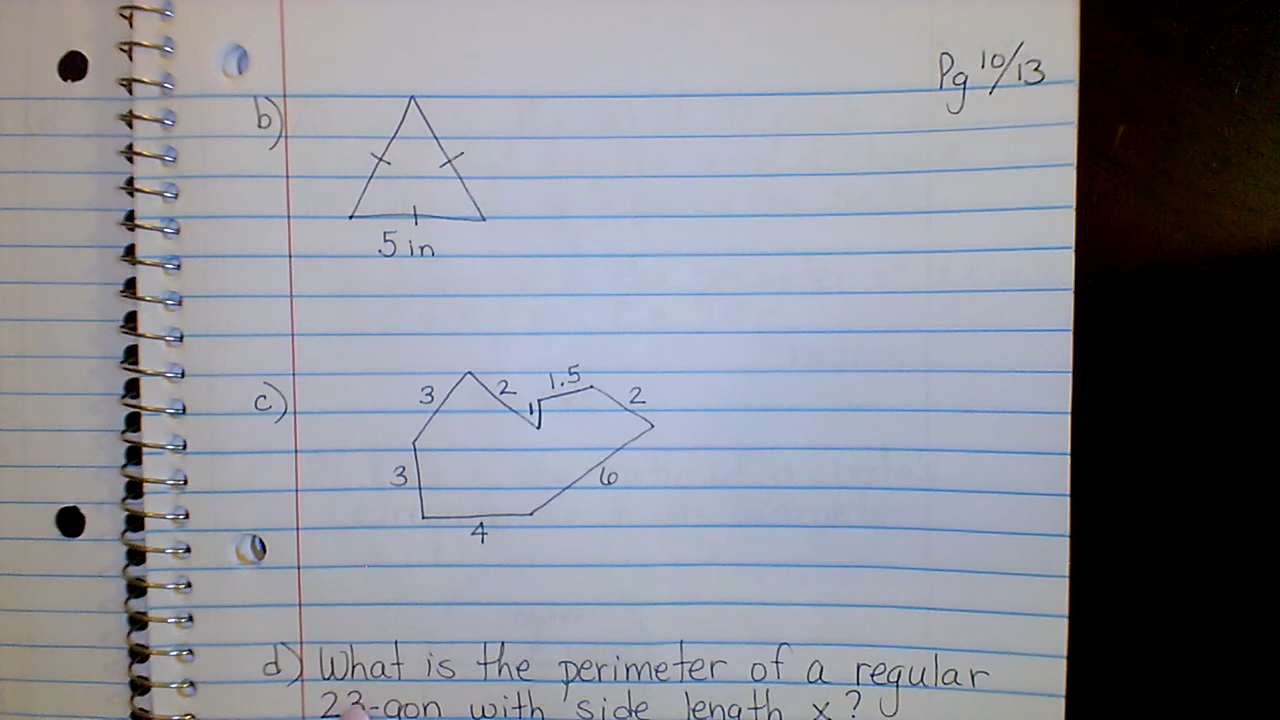 Pg 10/13
b)
.5 in
c)
3
2
1
1.5
2
3
6
4
d) What is the perimeter of a regular
23-gon with side length x?